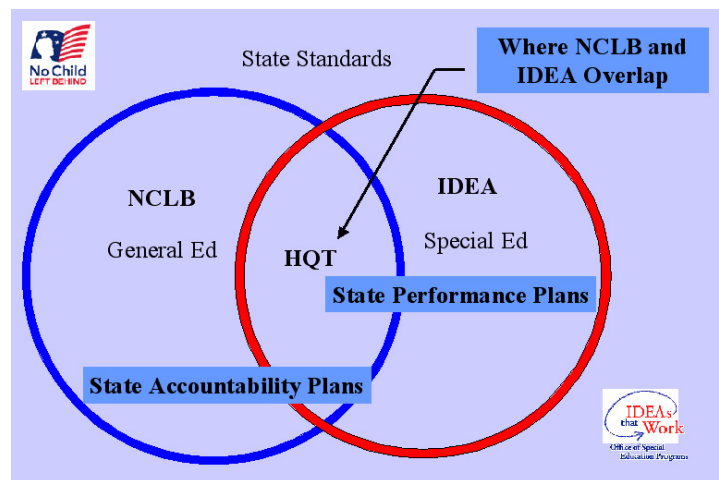 No Child
LEFT BEHIND
State Standards
Where NCLB and
IDEA Overlap
NCLB
General Ed
IDEA
Special Ed
HQT
State Performance Plans
State Accountability Plans
IDEAs
that Work
Office of Special
Education Programs